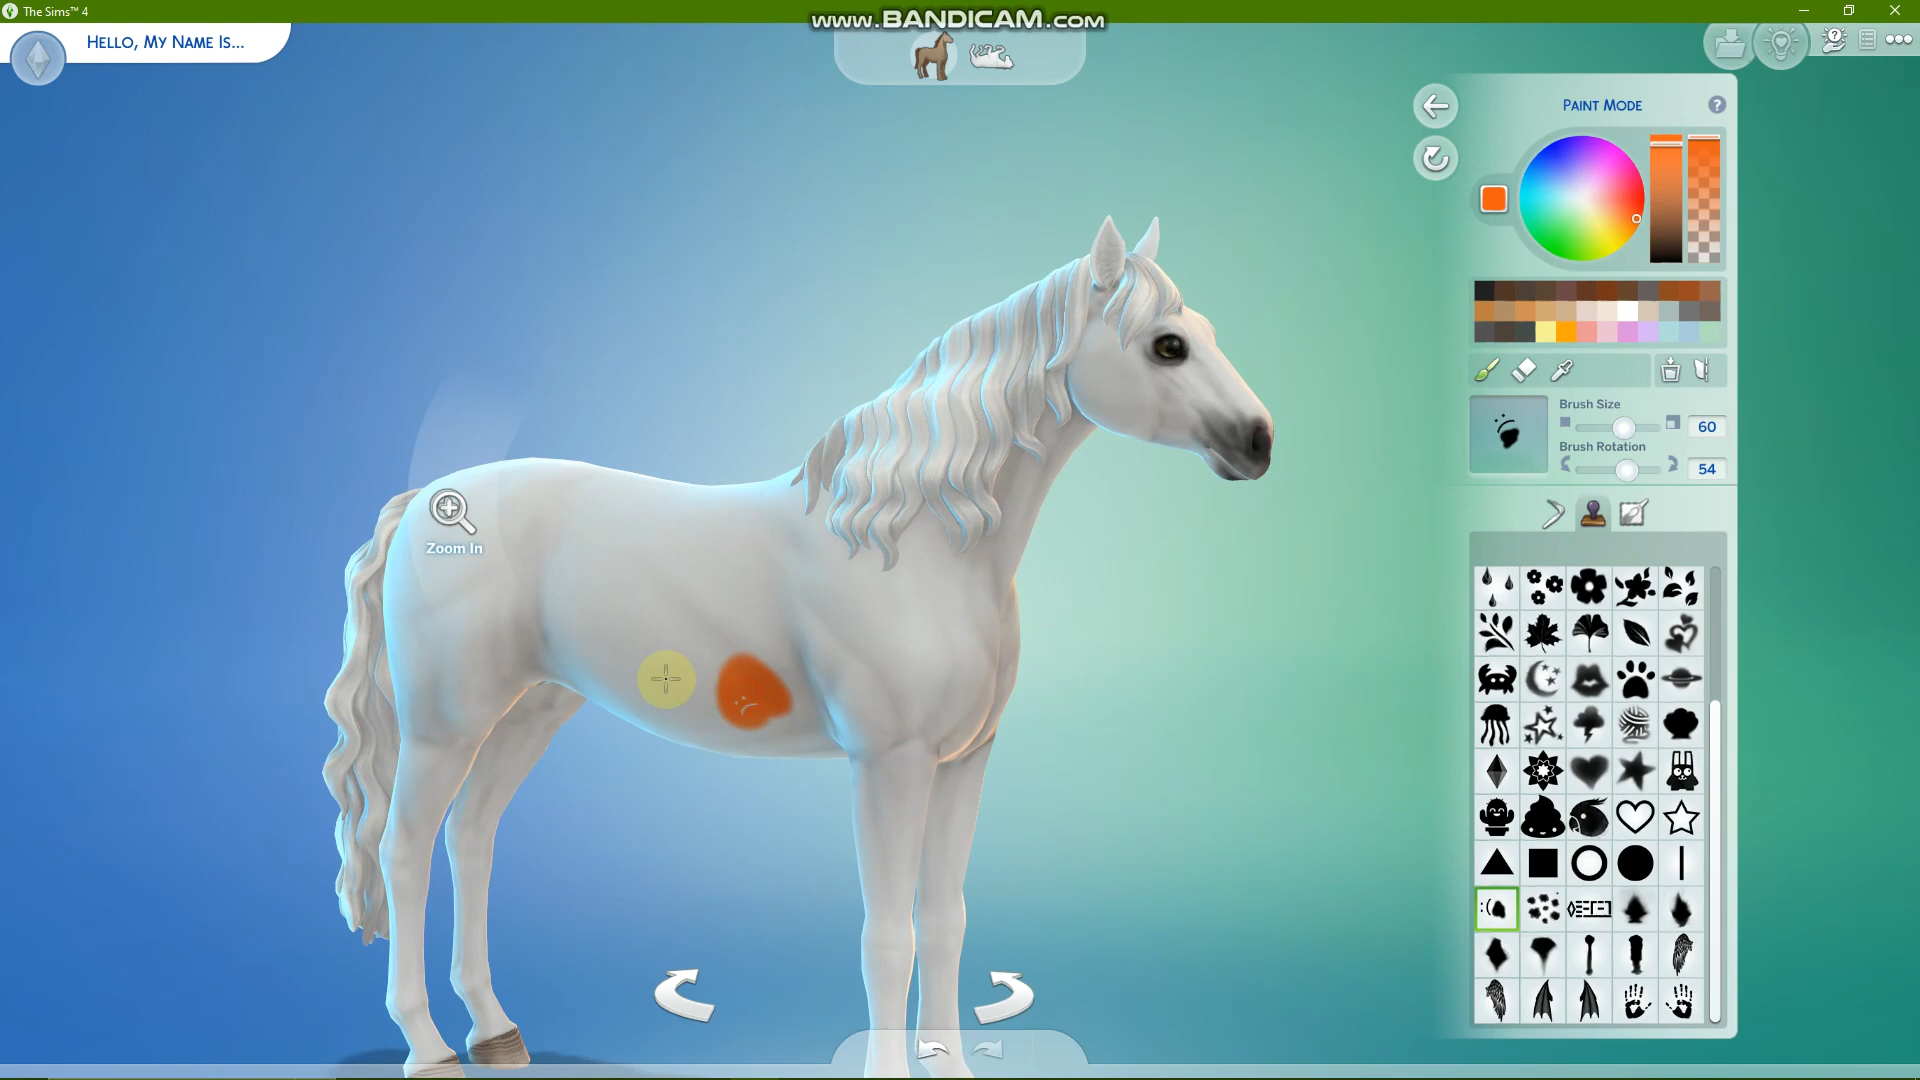 The Sims™ 4
www.BANDICAM.com
Hello, My Name Is...
Paint Mode
?
Brush Size
60
Brush Rotation
54
Zoom In